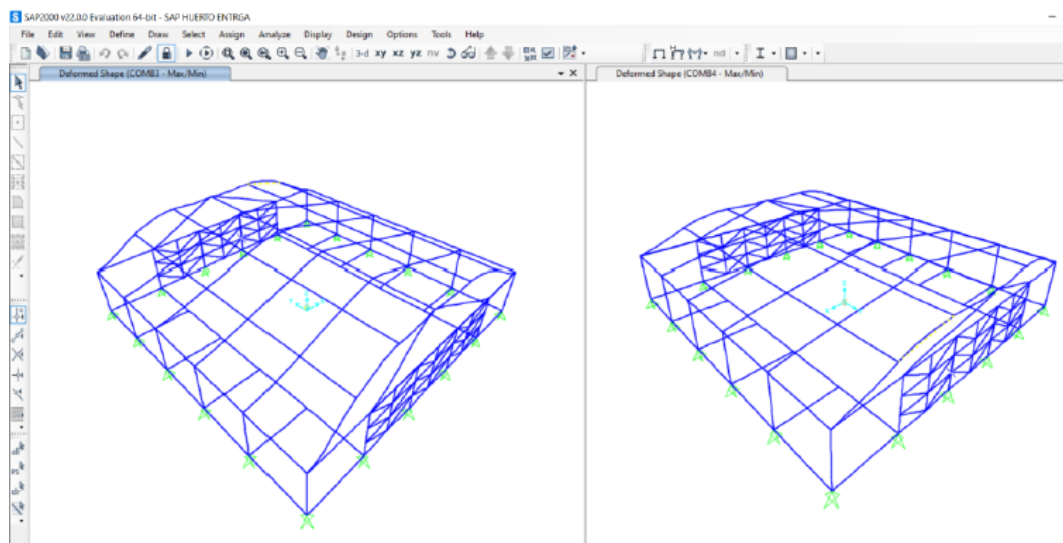 SAP2000 v22.0.0 Evaluation 64-bit - SAP HUERTO ENTRGA
File Edit View Define Draw Select Assign Analyze Display Design Options Tools Help
3-d xy xz yz nv nd
Deformed Shape (COMB3 - Max/Min)
Deformed Shape (COMB4 - Max/Min)